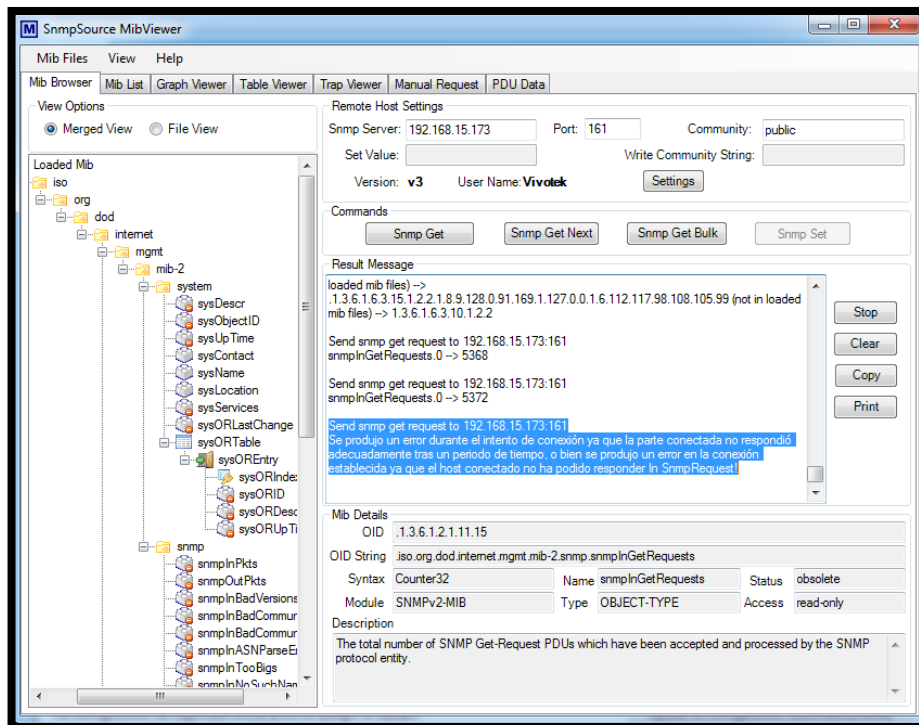 M SnmpSource MibViewer
Mib Files View Help
Mib Browser Mib List Graph Viewer Table Viewer Trap Viewer Manual Request PDU Data
View Options
Merged View File View
Loaded Mib
iso
org
dod
internet
mgmt
mib-2
system
sysDescr
sysObjectID
sysUpTime
sysContact
sysName
sysLocation
sysServices
sysORLastChange
sysORTable
sysOREntry
sysORInde
sysORID
sysORDesc
sysORUpTi
snmp
snmpInPkts
snmpOutPkts
snmpInBadVersions
snmpInBadCommur
snmpInBadCommur
snmpInASNParseEr
snmpInTooBigs
snmpInNoSuchNam
Remote Host Settings
Snmp Server: 192.168.15.173 Port: 161 Community: public
Set Value: Write Community String:
Version: v3 User Name: Vivotek Settings
Commands
Snmp Get Snmp Get Next Snmp Get Bulk Snmp Set
Result Message
loaded mib files) -->
.1.3.6.1.6.3.15.1.2.2.1.8.9.128.0.91.169.1.127.0.0.1.6.112.117.98.108.105.99 (not in loaded
mib files) --> 1.3.6.1.6.3.10.1.2.2
Send snmp get request to 192.168.15.173:161
snmpInGetRequests.0 --> 5368
Send snmp get request to 192.168.15.173:161
snmpInGetRequests.0 --> 5372
Send snmp get request to 192.168.15.173:161
Se produjo un error durante el intento de conexión ya que la parte conectada no respondió
adecuadamente tras un periodo de tiempo, o bien se produjo un error en la conexión
establecida ya que el host conectado no ha podido responder In SnmpRequest!
Stop
Clear
Copy
Print
Mib Details
OID .1.3.6.1.2.1.11.15
OID String .iso.org.dod.internet.mgmt.mib-2.snmp.snmpInGetRequests
Syntax Counter32 Name snmpInGetRequests Status obsolete
Module SNMPv2-MIB Type OBJECT-TYPE Access read-only
Description
The total number of SNMP Get-Request PDUs which have been accepted and processed by the SNMP
protocol entity.